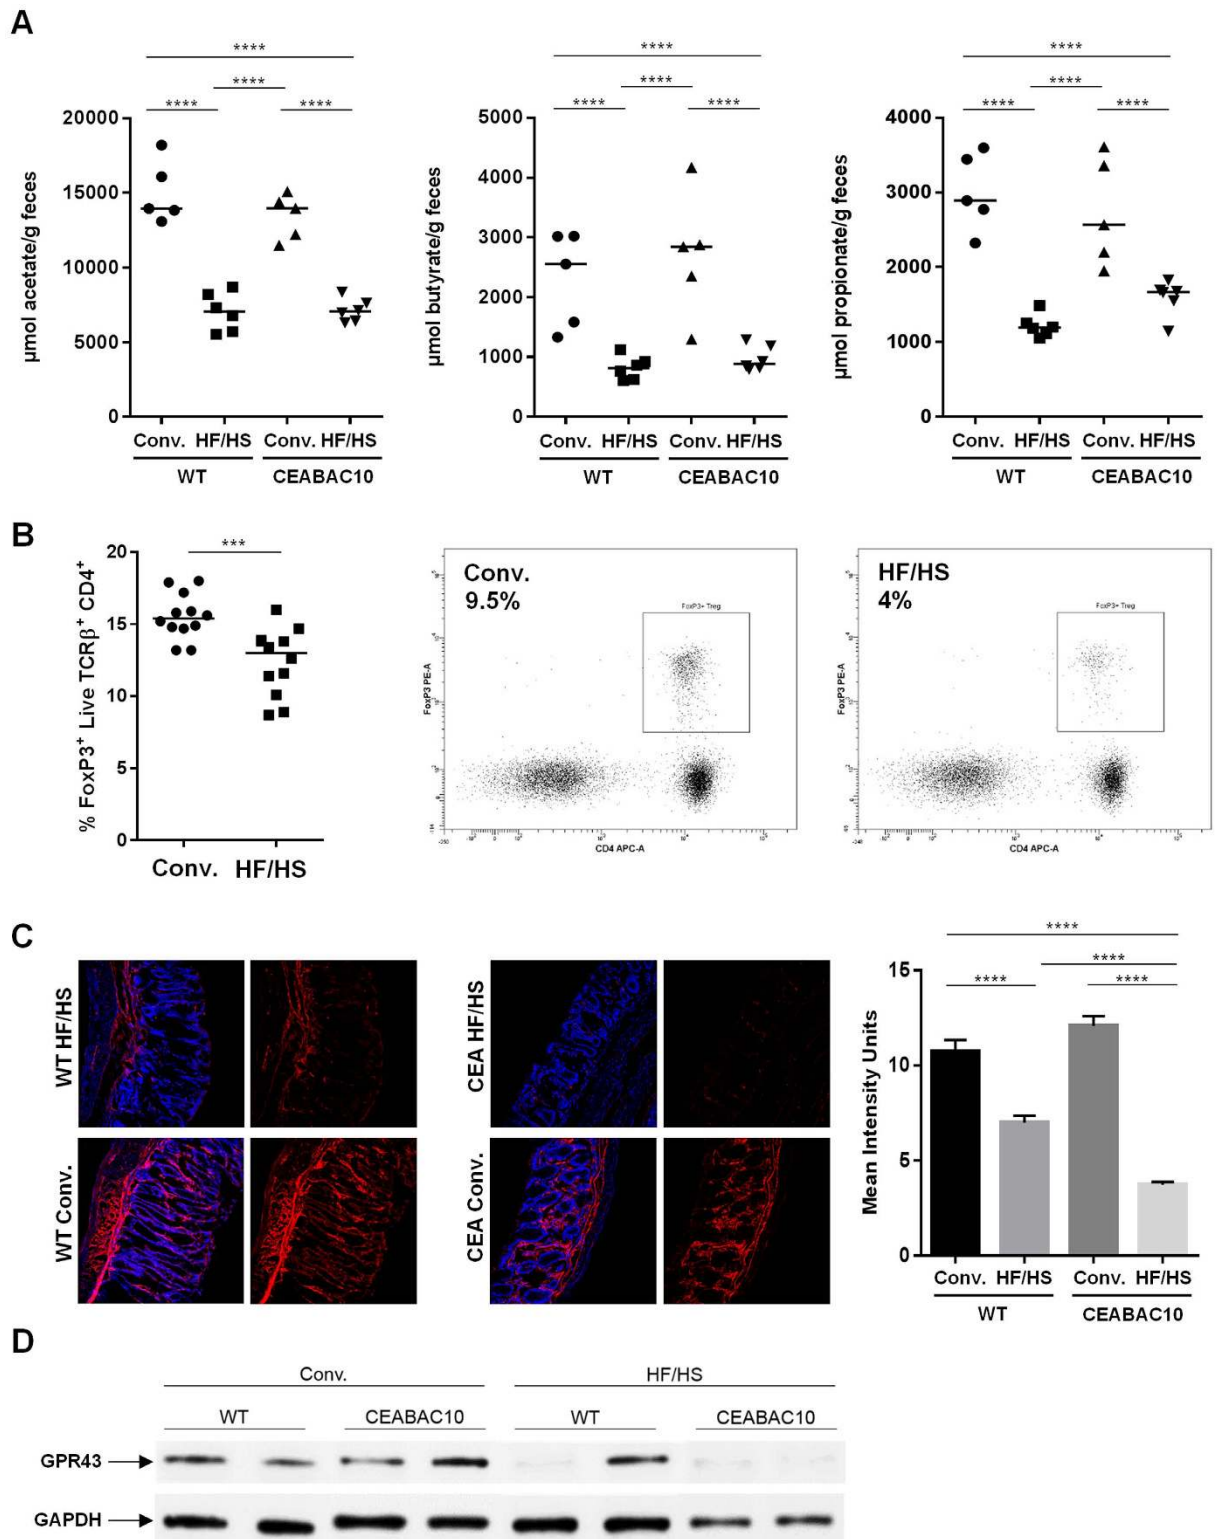 A
**** **** **** ****
μmol acetate/g feces
20000
15000
10000
5000
0
Conv. HF/HS Conv. HF/HS
WT CEABAC10
**** **** **** ****
μmol butyrate/g feces
5000
4000
3000
2000
1000
0
Conv. HF/HS Conv. HF/HS
WT CEABAC10
**** **** **** ****
μmol propionate/g feces
4000
3000
2000
1000
0
Conv. HF/HS Conv. HF/HS
WT CEABAC10
B
***
% FoxP3⁺ Live TCRβ⁺ CD4⁺
20
15
10
5
0
Conv. HF/HS
Conv.
9.5%
FoxP3+ Treg
FoxP3 PE-A
CD4 APC-A
HF/HS
4%
FoxP3+ Treg
FoxP3 PE-A
CD4 APC-A
C
WT HF/HS
WT Conv.
CEA HF/HS
CEA Conv.
**** **** **** ****
Mean Intensity Units
15
10
5
0
Conv. HF/HS Conv. HF/HS
WT CEABAC10
D
Conv. HF/HS
WT CEABAC10 WT CEABAC10
GPR43
GAPDH